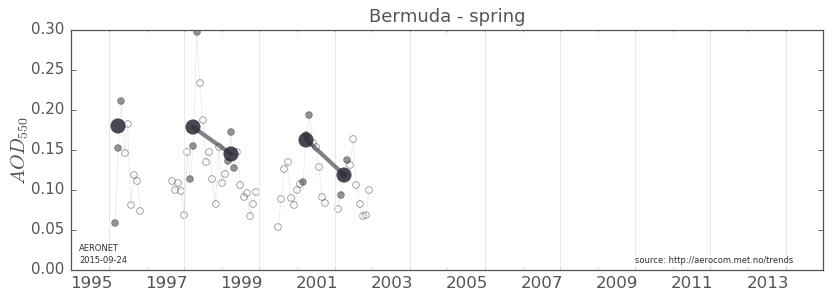 Bermuda - spring
AOD550
0.30
0.25
0.20
0.15
0.10
0.05
0.00
AERONET
2015-09-24
source: http://aerocom.met.no/trends
1995 1997 1999 2001 2003 2005 2007 2009 2011 2013